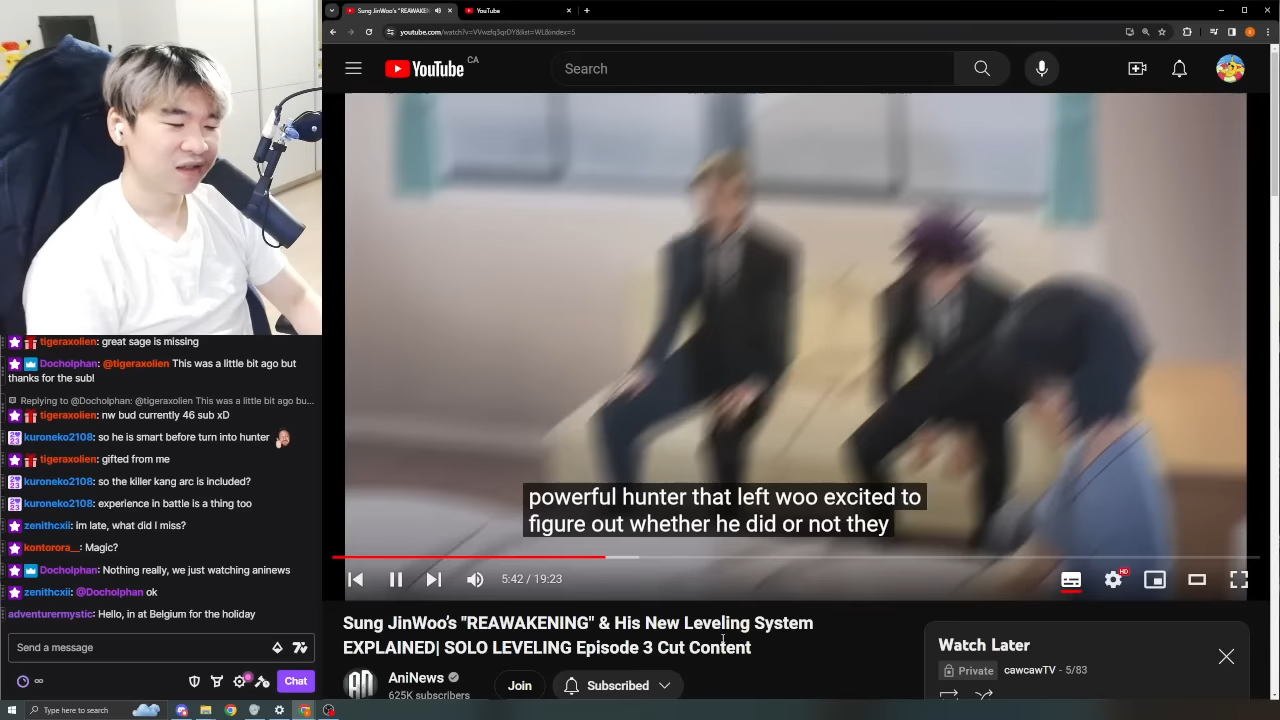 Sung JinWoo's "REAWAKEN
YouTube
youtube.com/watch?v=VVwzfq3qrDY&list=WL&index=5
YouTube CA
Search
powerful hunter that left woo excited to
figure out whether he did or not they
5:42 / 19:23
HD
Sung JinWoo's "REAWAKENING" & His New Leveling System
EXPLAINED| SOLO LEVELING Episode 3 Cut Content
AniNews
625K subscribers
Join
Subscribed
Watch Later
Private cawcawTV - 5/83
tigeraxolien: great sage is missing
Docholphan: @tigeraxolien This was a little bit ago but
thanks for the sub!
Replying to @Docholphan: @tigeraxolien This was a little bit ago bu...
tigeraxolien: nw bud currently 46 sub xD
kuroneko2108: so he is smart before turn into hunter
tigeraxolien: gifted from me
kuroneko2108: so the killer kang arc is included?
kuroneko2108: experience in battle is a thing too
zenithcxii: im late, what did I miss?
kontorora__: Magic?
Docholphan: Nothing really, we just watching aninews
zenithcxii: @Docholphan ok
adventurermystic: Hello, in at Belgium for the holiday
Send a message
Chat
Type here to search